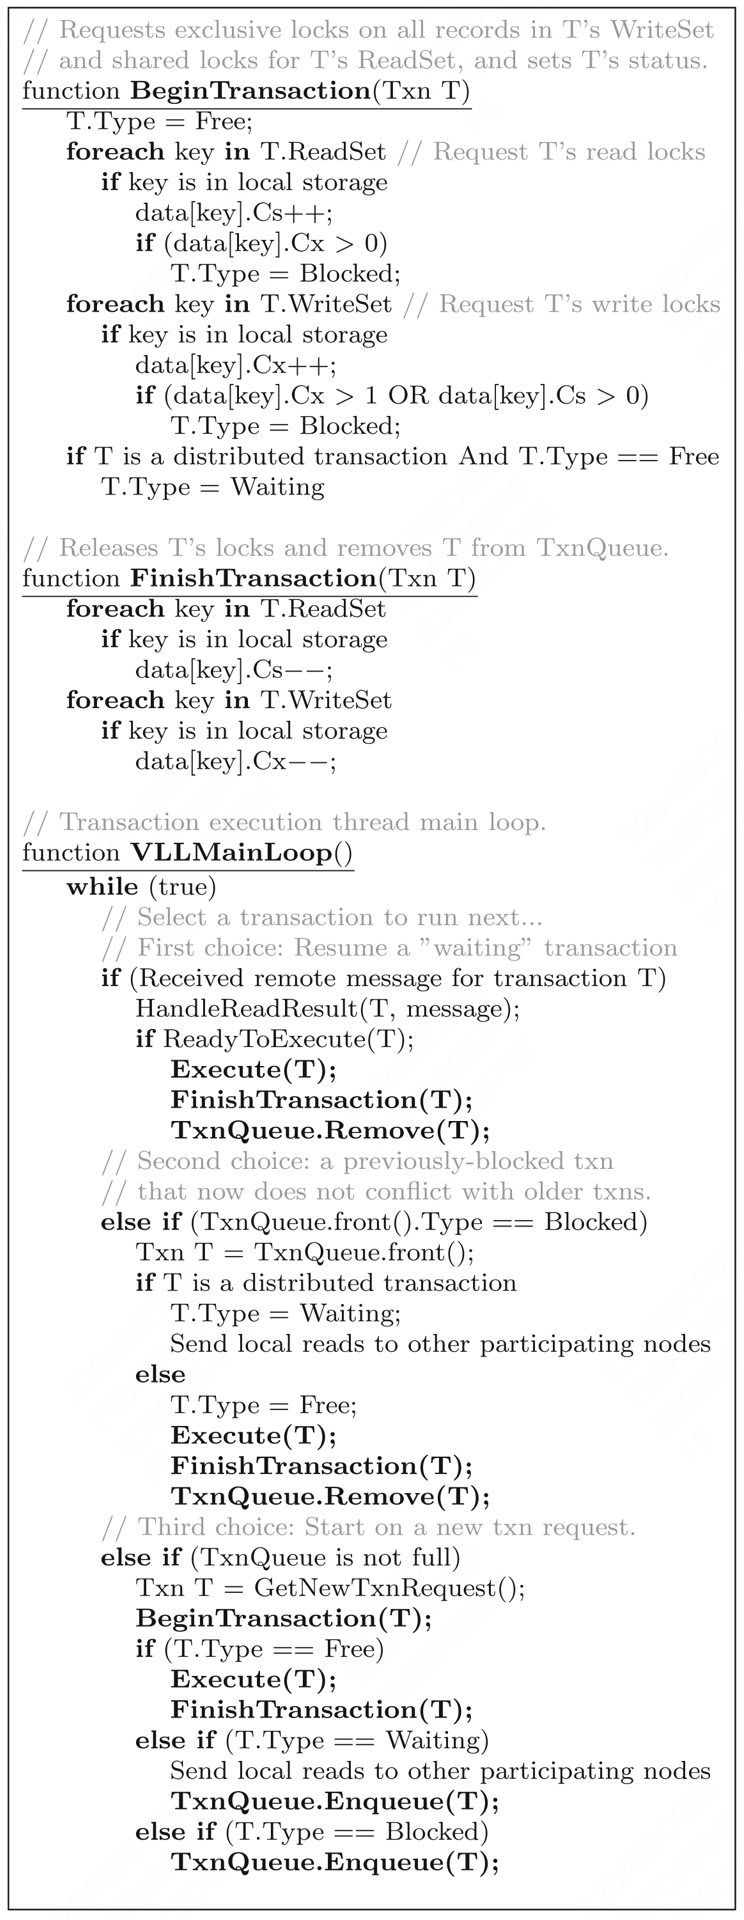 // Requests exclusive locks on all records in T's WriteSet
// and shared locks for T's ReadSet, and sets T's status.
function BeginTransaction(Txn T)
T.Type = Free;
foreach key in T.ReadSet // Request T's read locks
if key is in local storage
data[key].Cs++;
if (data[key].Cx > 0)
T.Type = Blocked;
foreach key in T.WriteSet // Request T's write locks
if key is in local storage
data[key].Cx++;
if (data[key].Cx > 1 OR data[key].Cs > 0)
T.Type = Blocked;
if T is a distributed transaction And T.Type == Free
T.Type = Waiting
// Releases T's locks and removes T from TxnQueue.
function FinishTransaction(Txn T)
foreach key in T.ReadSet
if key is in local storage
data[key].Cs−−;
foreach key in T.WriteSet
if key is in local storage
data[key].Cx−−;
// Transaction execution thread main loop.
function VLLMainLoop()
while (true)
// Select a transaction to run next...
// First choice: Resume a ”waiting” transaction
if (Received remote message for transaction T)
HandleReadResult(T, message);
if ReadyToExecute(T);
Execute(T);
FinishTransaction(T);
TxnQueue.Remove(T);
// Second choice: a previously-blocked txn
// that now does not conflict with older txns.
else if (TxnQueue.front().Type == Blocked)
Txn T = TxnQueue.front();
if T is a distributed transaction
T.Type = Waiting;
Send local reads to other participating nodes
else
T.Type = Free;
Execute(T);
FinishTransaction(T);
TxnQueue.Remove(T);
// Third choice: Start on a new txn request.
else if (TxnQueue is not full)
Txn T = GetNewTxnRequest();
BeginTransaction(T);
if (T.Type == Free)
Execute(T);
FinishTransaction(T);
else if (T.Type == Waiting)
Send local reads to other participating nodes
TxnQueue.Enqueue(T);
else if (T.Type == Blocked)
TxnQueue.Enqueue(T);